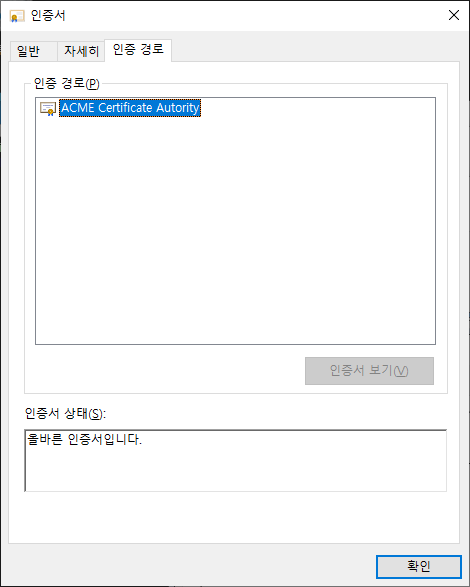 인증서
일반 자세히 인증 경로
인증 경로(P)
ACME Certificate Autority
인증서 보기(V)
인증서 상태(S):
올바른 인증서입니다.
확인